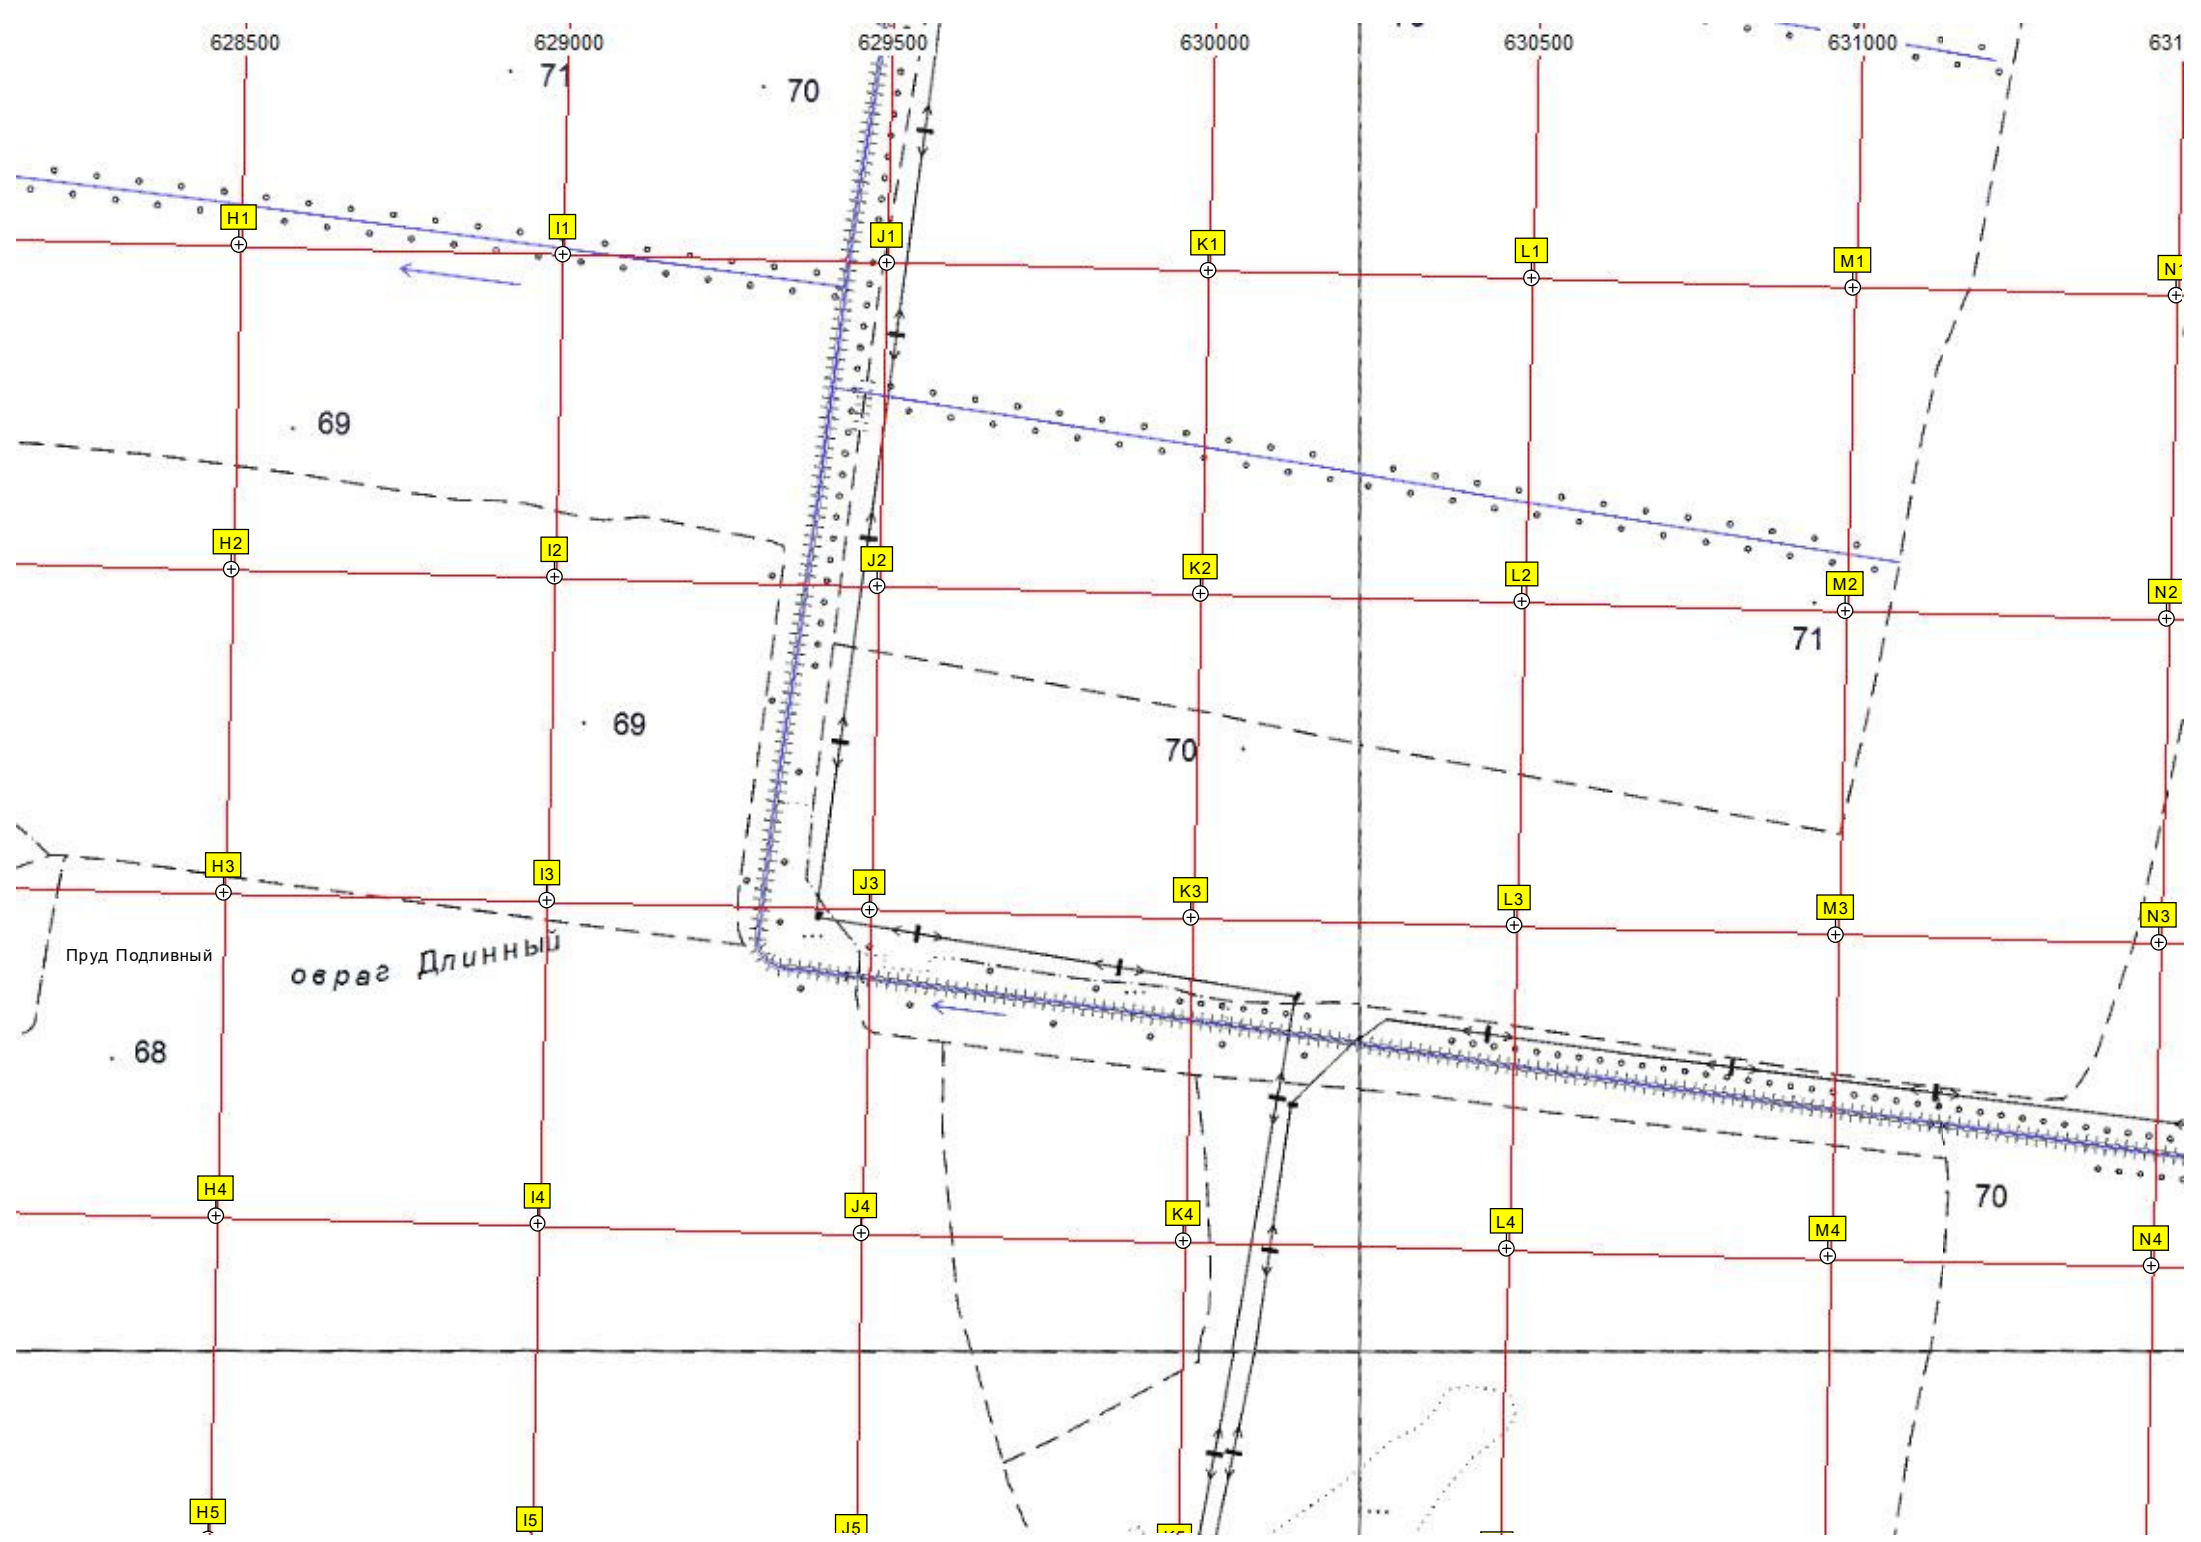 628500 629000 629500 630000 630500 631000 631
71 70
H1 I1 J1 K1 L1 M1 N1
69
H2 I2 J2 K2 L2 M2 N2
71
69 70
H3 I3 J3 K3 L3 M3 N3
Пруд Подливный
овраг Длинный
68
H4 I4 J4 K4 L4 M4 N4
70
H5 I5 J5